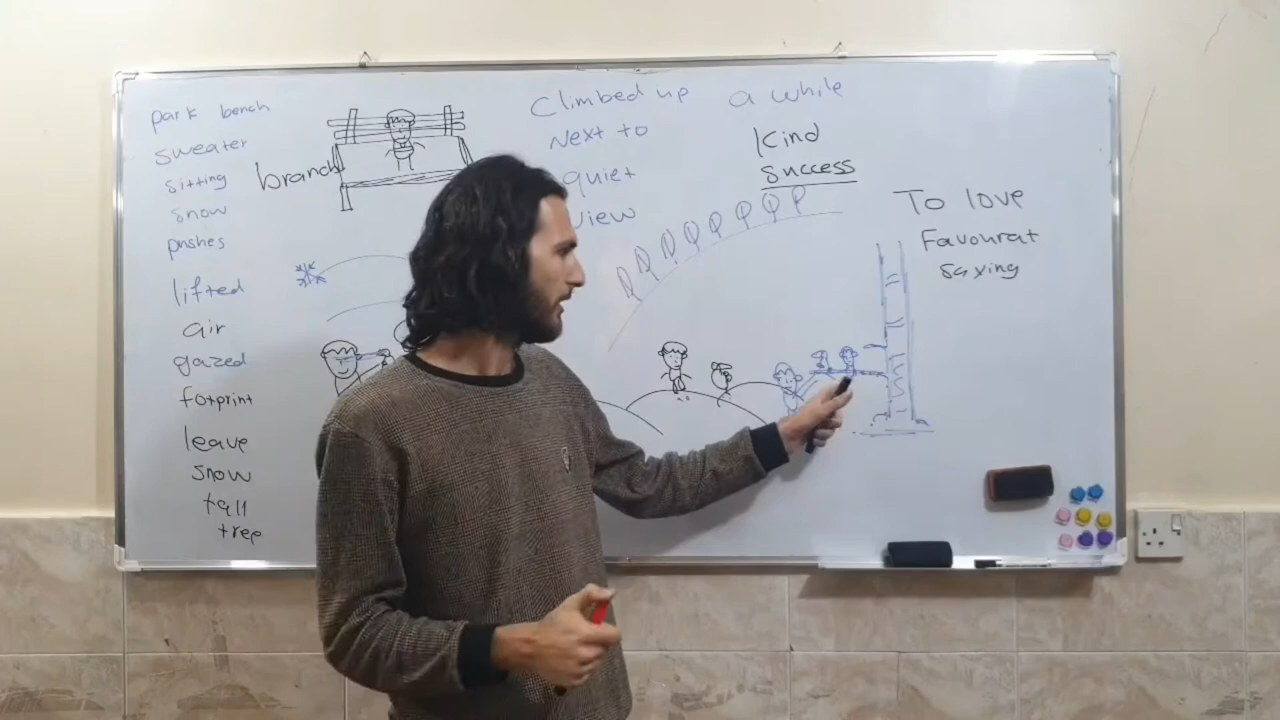 park bench
sweater
sitting
snow
pushes
lifted
air
gazed
footprint
leave
snow
tall
tree
branch
Climbed up
Next to
quiet
view
a while
Kind
success
To love
Favourat
saying